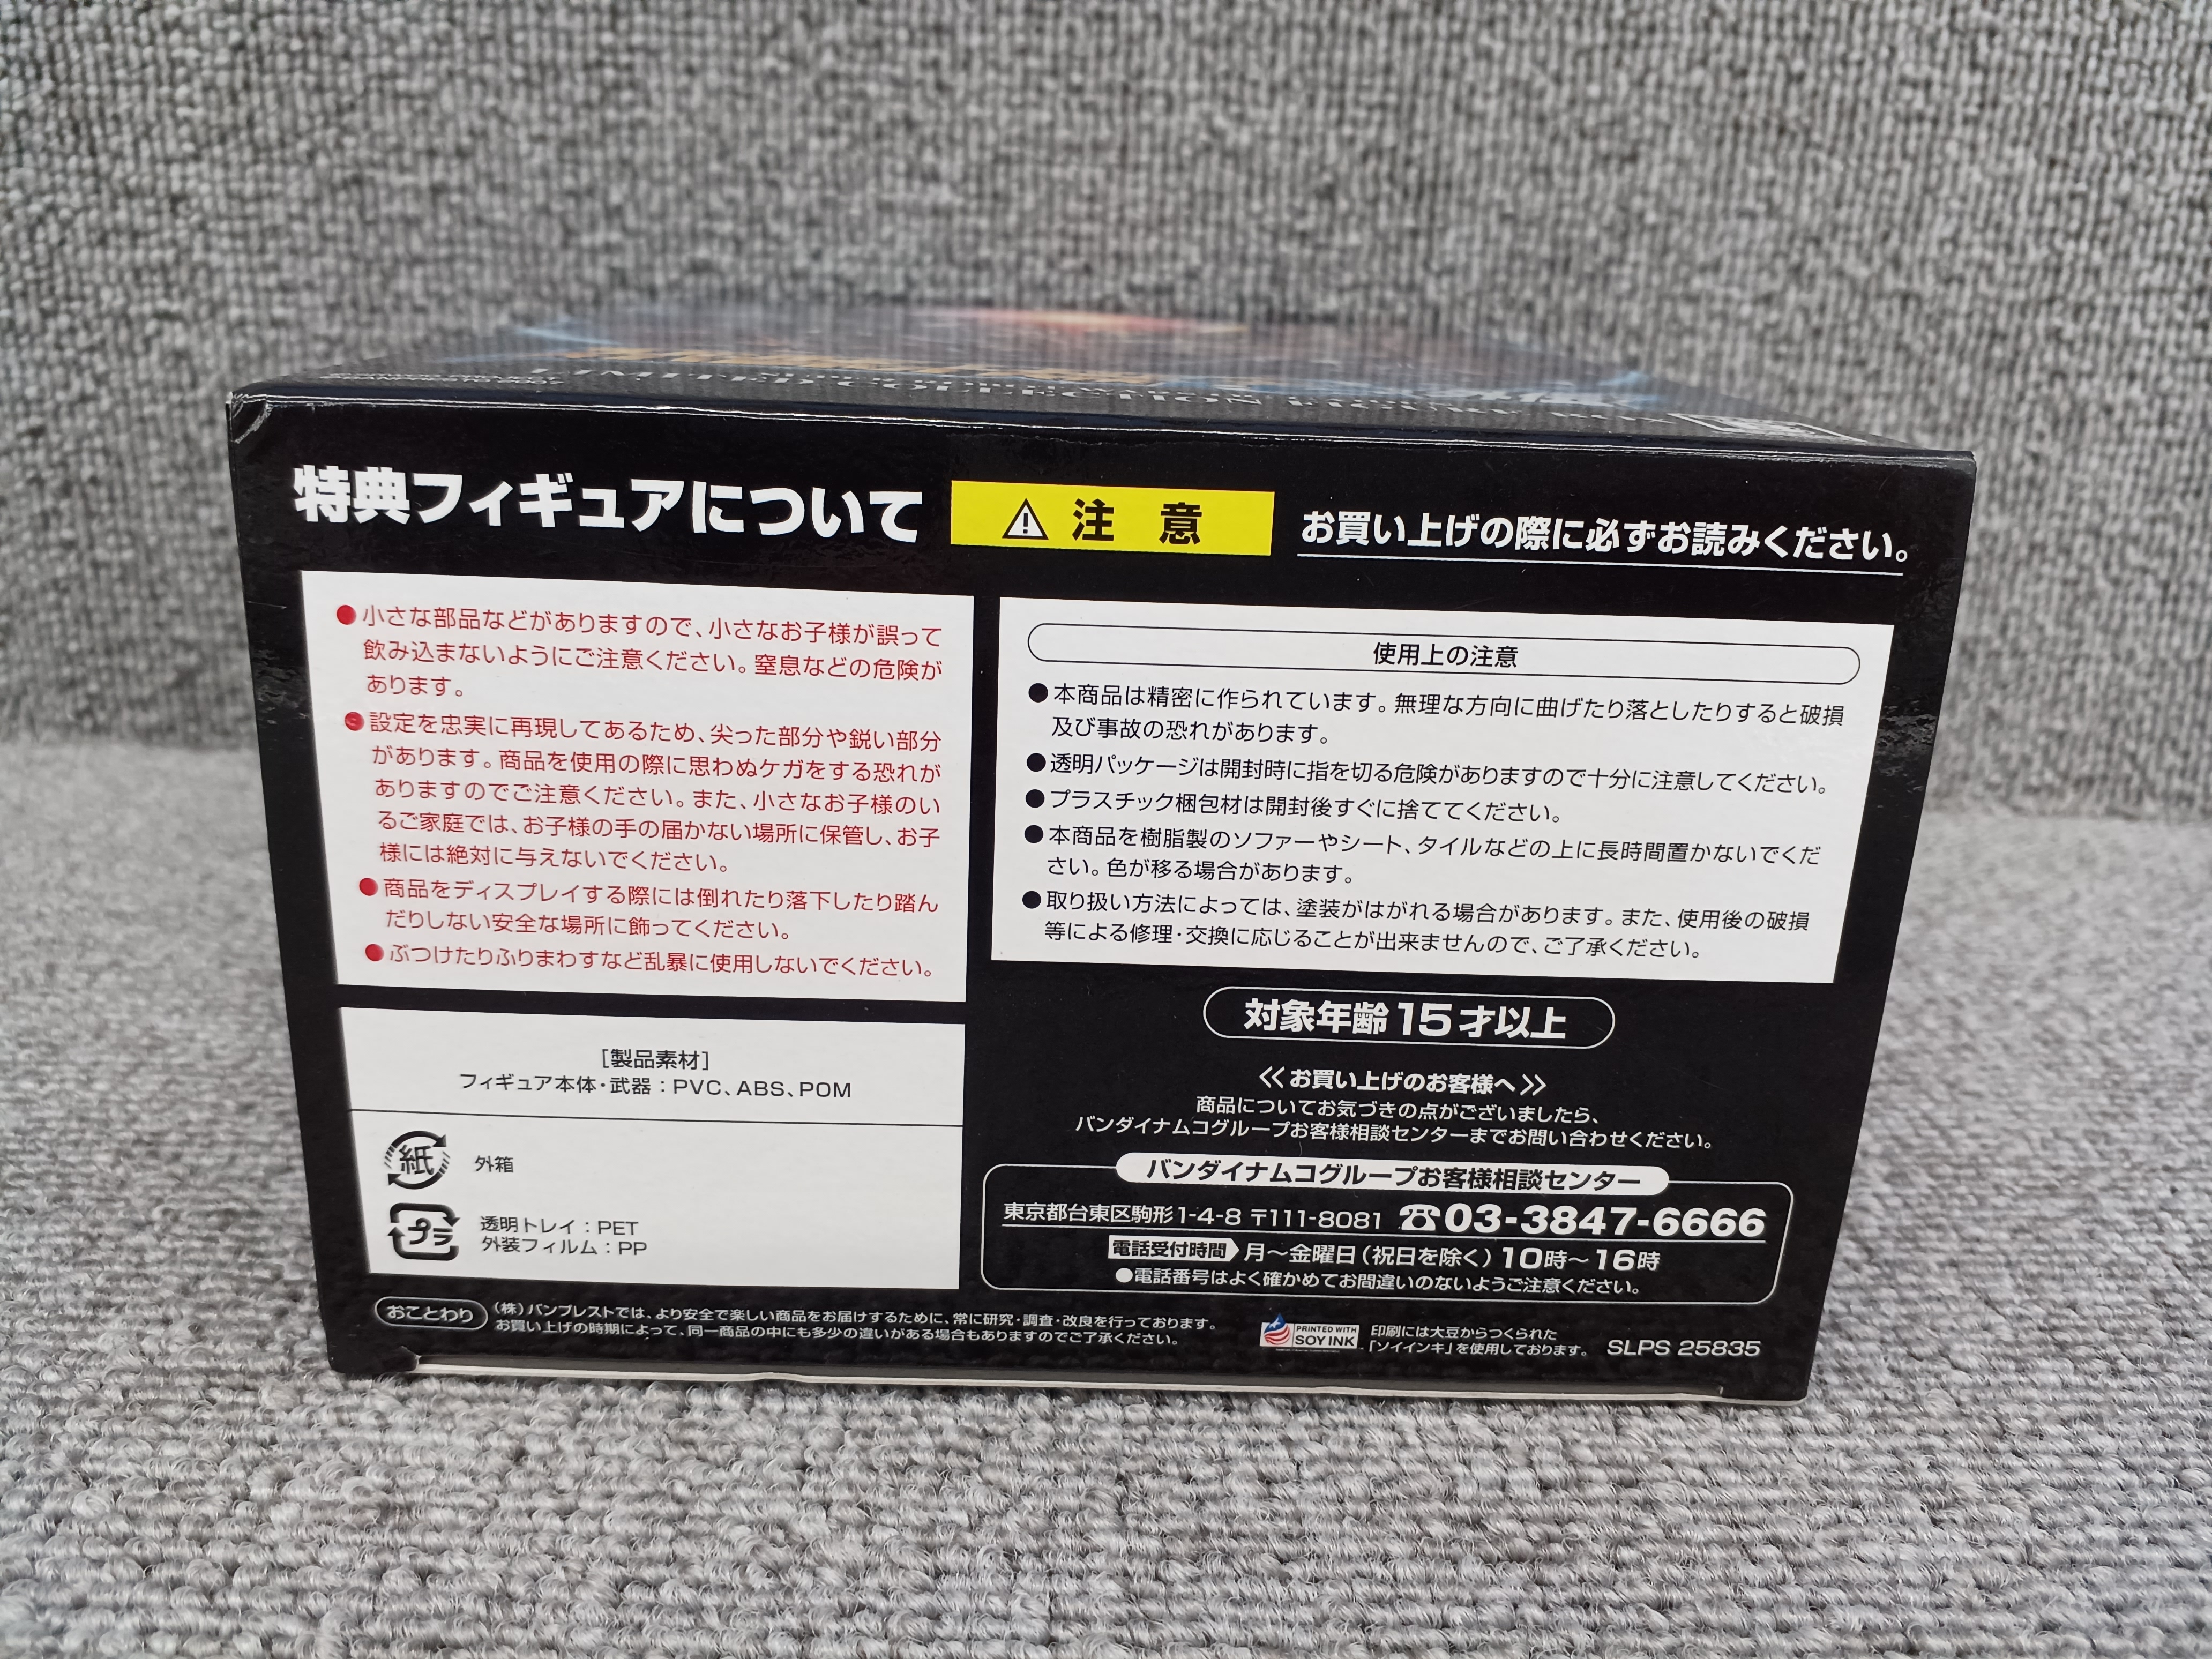 LIMITED COLLECTION FIGURE BOX
特典フィギュアについて
⚠ 注意
お買い上げの際に必ずお読みください。
●小さな部品などがありますので、小さなお子様が誤って
飲み込まないようにご注意ください。窒息などの危険が
あります。
●設定を忠実に再現してあるため、尖った部分や鋭い部分
があります。商品を使用の際に思わぬケガをする恐れが
ありますのでご注意ください。また、小さなお子様のい
るご家庭では、お子様の手の届かない場所に保管し、お子
様には絶対に与えないでください。
●商品をディスプレイする際には倒れたり落下したり踏ん
だりしない安全な場所に飾ってください。
●ぶつけたりふりまわすなど乱暴に使用しないでください。
[製品素材]
フィギュア本体・武器：PVC、ABS、POM
紙 外箱
プラ 透明トレイ：PET
外装フィルム：PP
使用上の注意
●本商品は精密に作られています。無理な方向に曲げたり落としたりすると破損
及び事故の恐れがあります。
●透明パッケージは開封時に指を切る危険がありますので十分に注意してください。
●プラスチック梱包材は開封後すぐに捨ててください。
●本商品を樹脂製のソファーやシート、タイルなどの上に長時間置かないでくだ
さい。色が移る場合があります。
●取り扱い方法によっては、塗装がはがれる場合があります。また、使用後の破損
等による修理・交換に応じることが出来ませんので、ご了承ください。
対象年齢15才以上
≪お買い上げのお客様へ≫
商品についてお気づきの点がございましたら、
バンダイナムコグループお客様相談センターまでお問い合わせください。
バンダイナムコグループお客様相談センター
東京都台東区駒形1-4-8 〒111-8081 ☎03-3847-6666
電話受付時間 月〜金曜日（祝日を除く）10時〜16時
●電話番号はよく確かめてお間違いのないようご注意ください。
おことわり （株）バンプレストでは、より安全で楽しい商品をお届けするために、常に研究・調査・改良を行っております。
お買い上げの時期によって、同一商品の中にも多少の違いがある場合もありますのでご了承ください。
PRINTED WITH
SOY INK
印刷には大豆からつくられた
「ソイインキ」を使用しております。
SLPS 25835